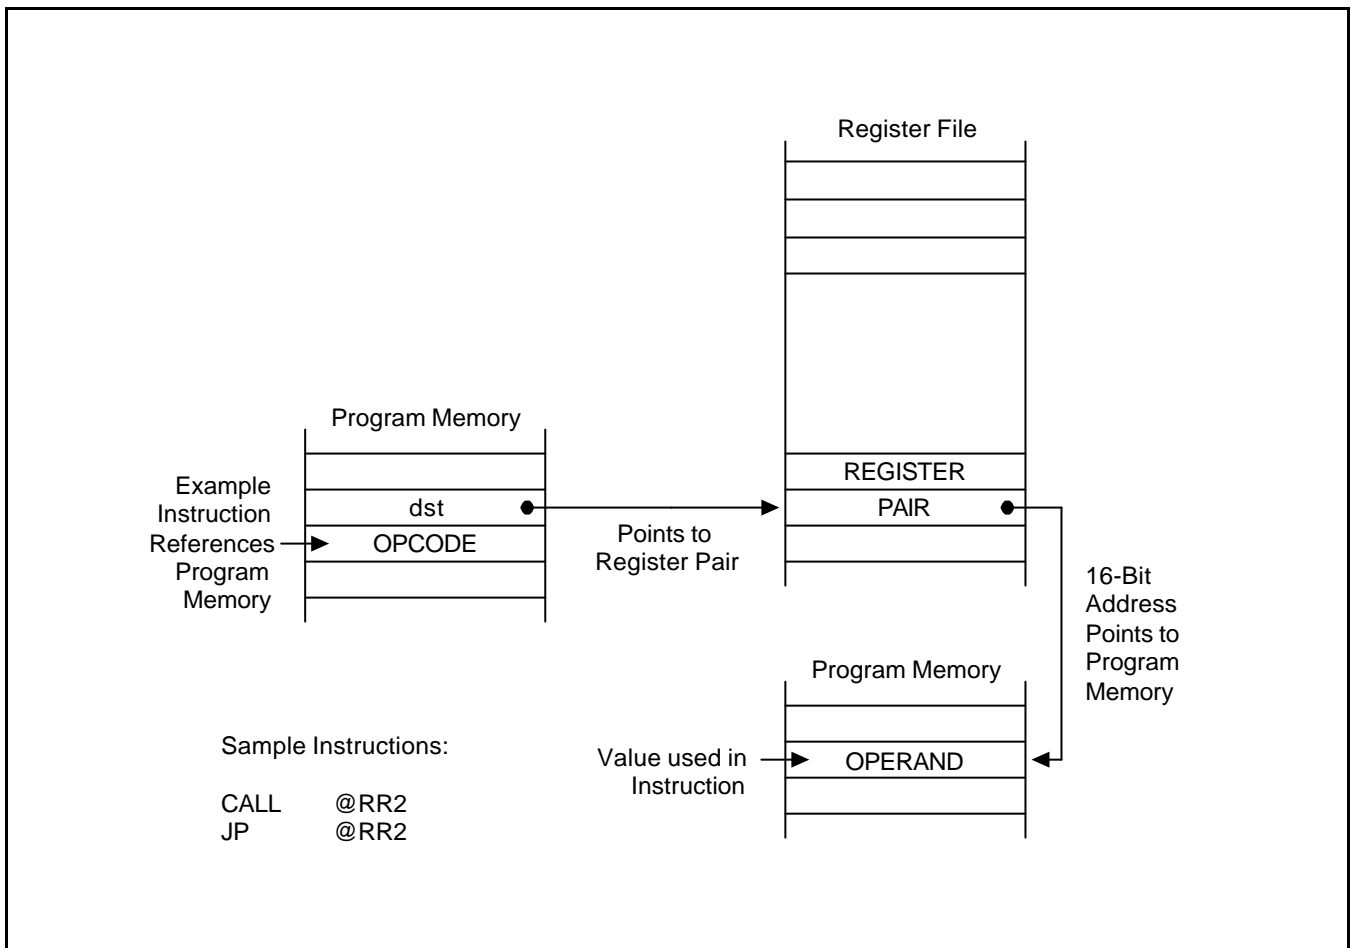 Register File
Program Memory
REGISTER
Example
Instruction
References
Program
Memory
dst
PAIR
OPCODE
Points to
Register Pair
16-Bit
Address
Points to
Program
Memory
Program Memory
Sample Instructions:
Value used in
Instruction
OPERAND
CALL @RR2
JP @RR2